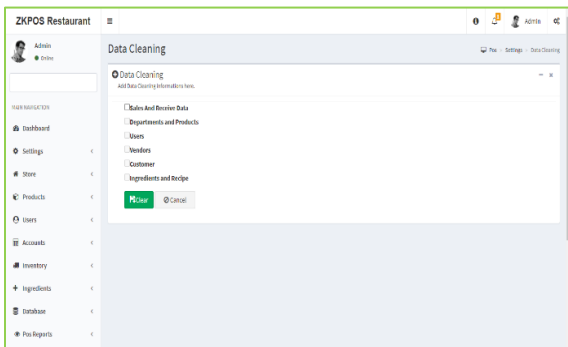 ZKPOS Restaurant
0
Admin
Admin
Online
Data Cleaning
Pos > Settings > Data Cleaning
Data Cleaning
Add Data Cleaning Informations here.
MAIN NAVIGATION
Sales And Receive Data
Departments and Products
Users
Vendors
Customer
Ingredients and Recipe
Clear
Cancel
Dashboard
Settings
Store
Products
Users
Accounts
Inventory
Ingredients
Database
Pos Reports